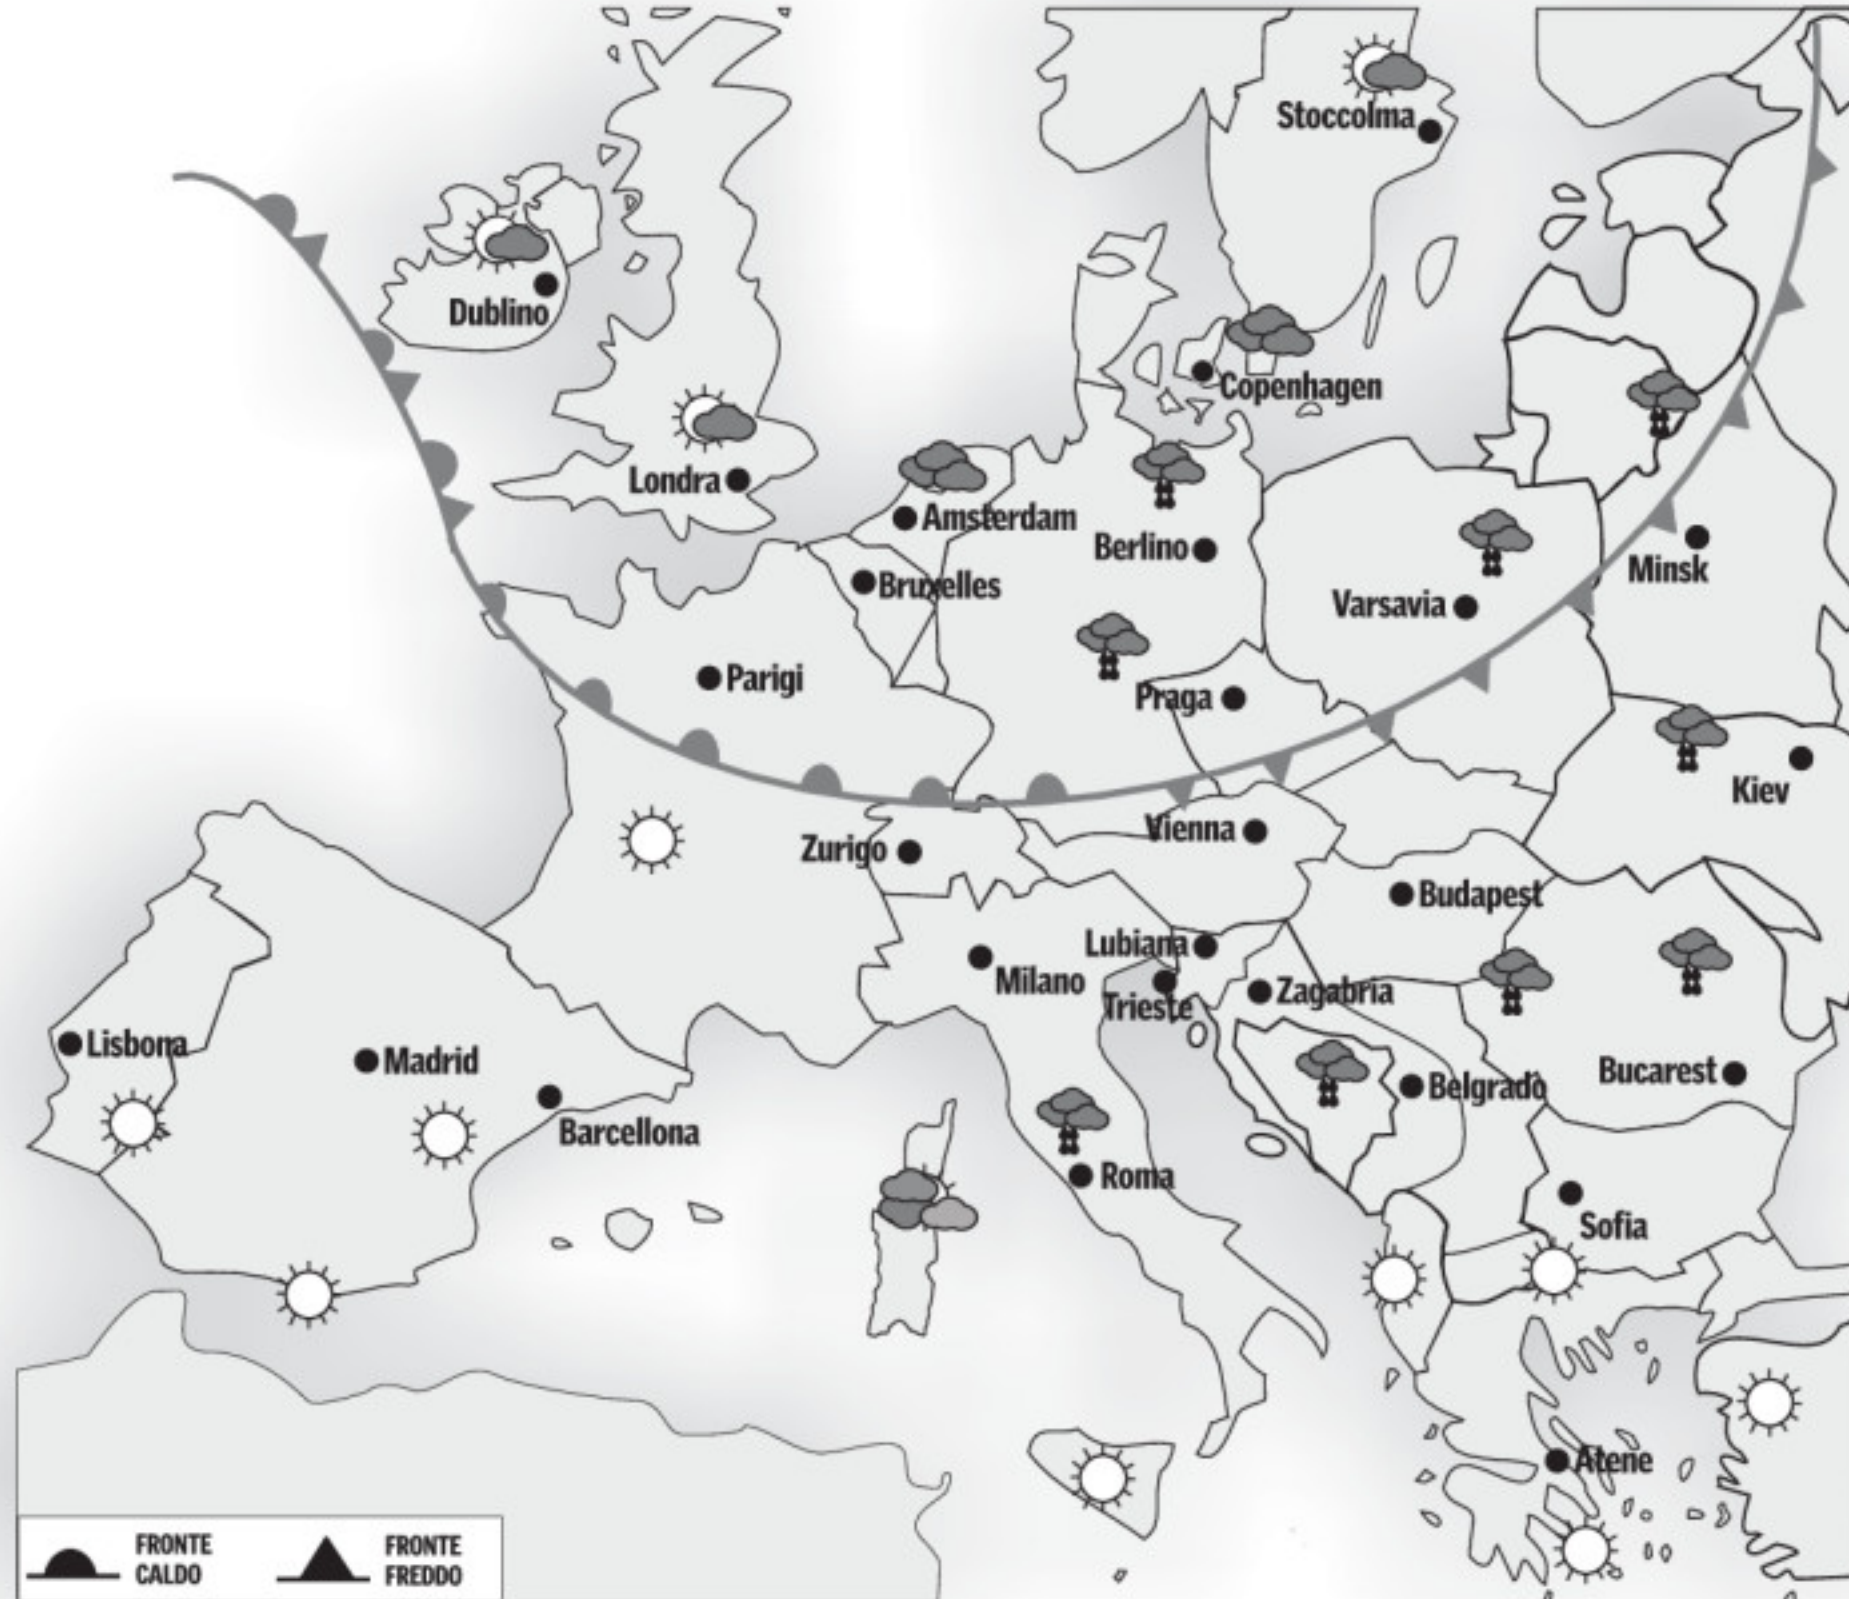 Stoccolma
Dublino
Copenhagen
Londra
Amsterdam
Berlino
Minsk
Bruxelles
Varsavia
Parigi
Praga
Kiev
Vienna
Zurigo
Budapest
Lubiana
Milano
Zagabria
Trieste
Lisbona
Madrid
Bucarest
Belgrado
Barcellona
Roma
Sofia
Atene
FRONTE
CALDO
FRONTE
FREDDO